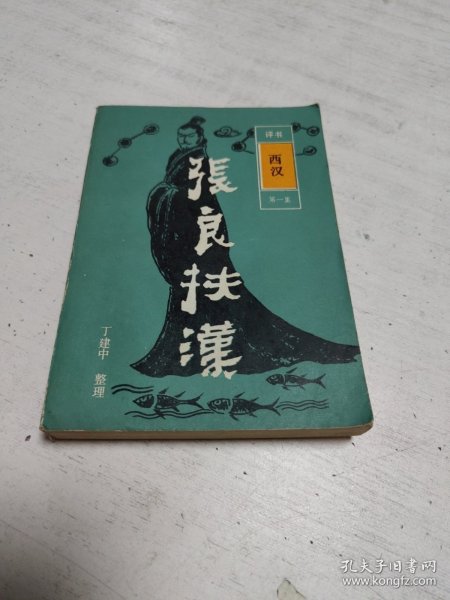 评书
西汉
第一集
張良扶漢
丁建中 整理
孔夫子旧书网
www.kongfz.com